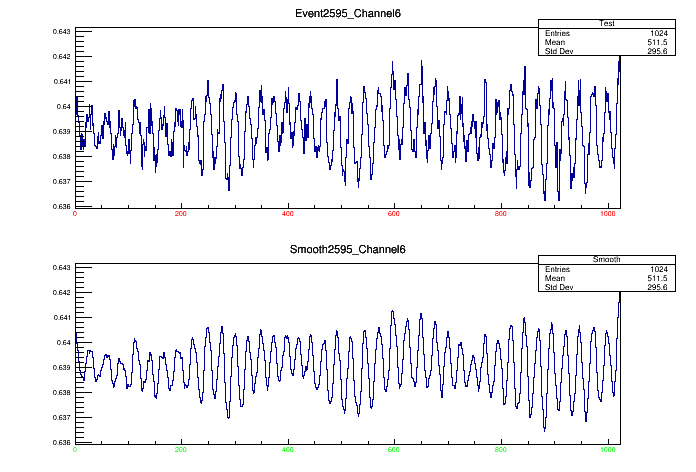 Event2595_Channel6
Test
Entries 1024
Mean 511.5
Std Dev 295.6
0.643
0.642
0.641
0.64
0.639
0.638
0.637
0.636
0 200 400 600 800 1000
Smooth2595_Channel6
Smooth
Entries 1024
Mean 511.5
Std Dev 295.6
0.643
0.642
0.641
0.64
0.639
0.638
0.637
0.636
0 200 400 600 800 1000